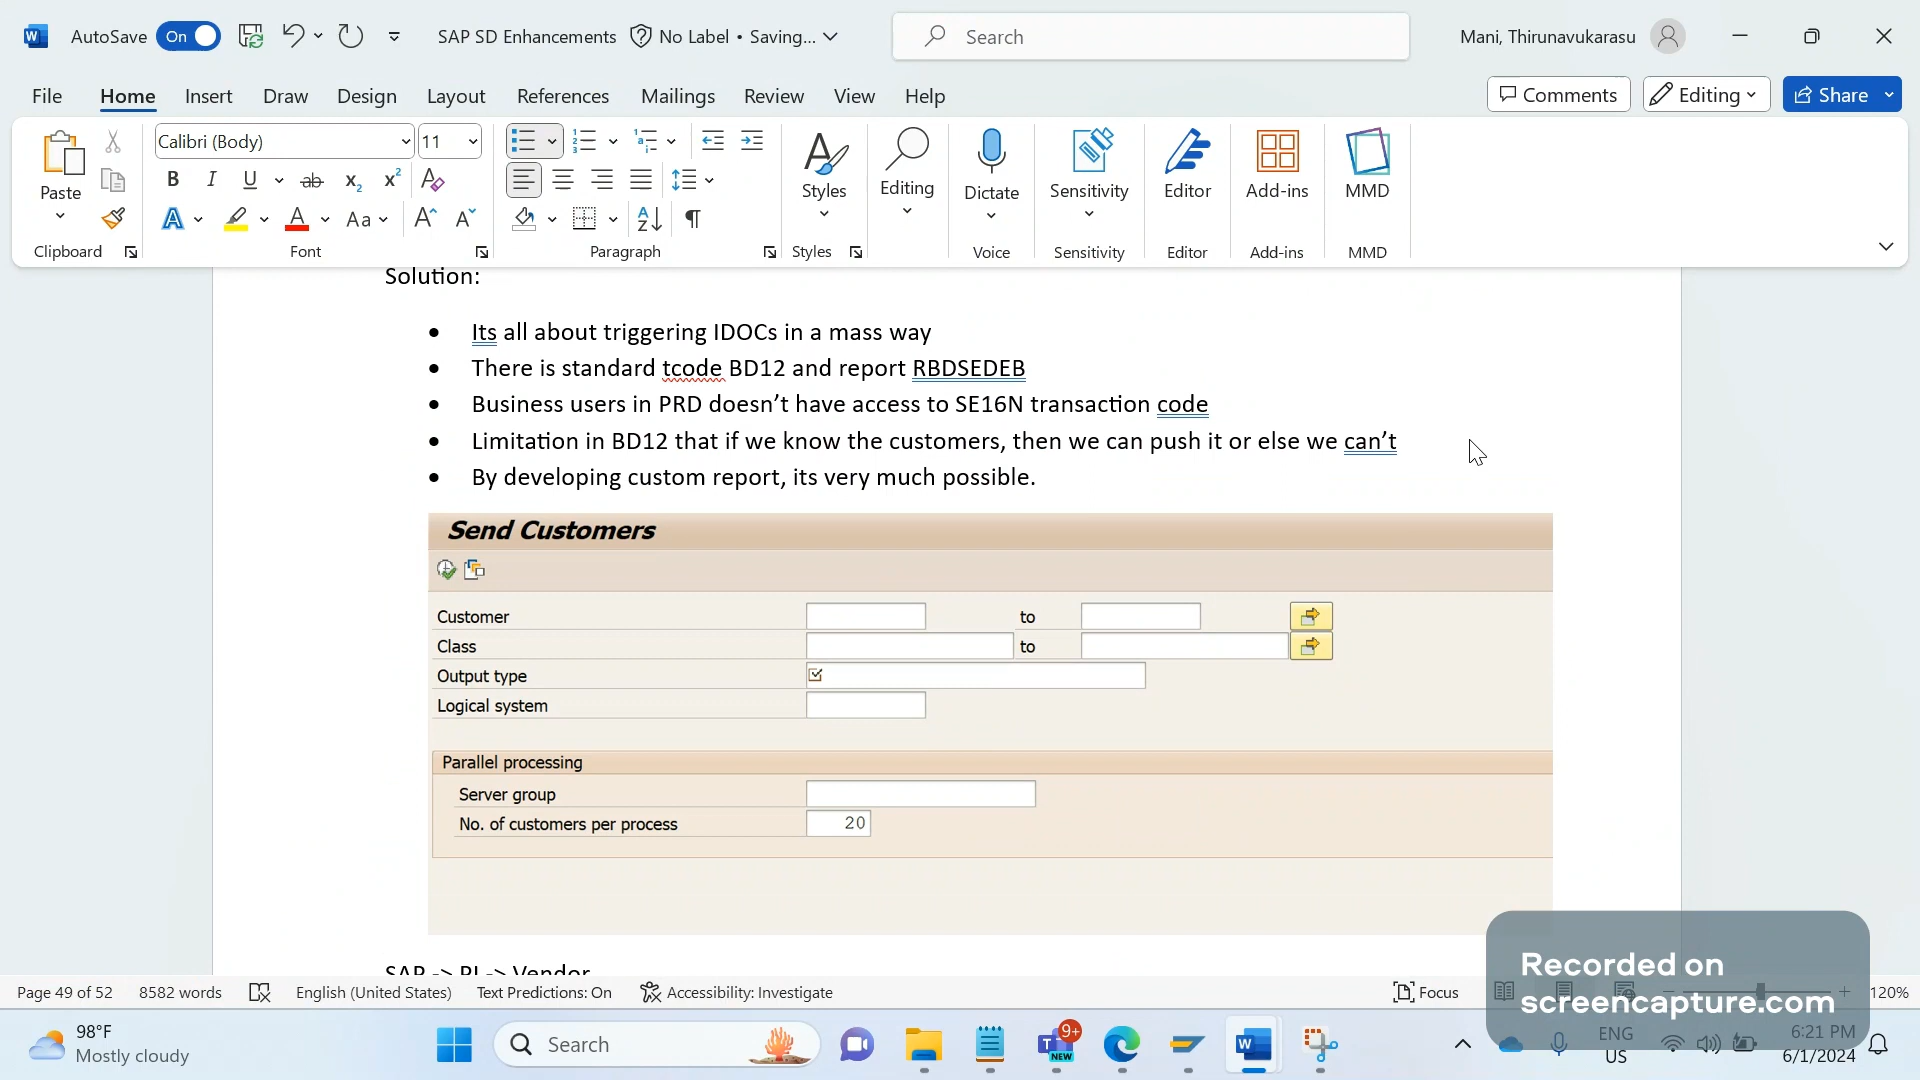 AutoSave On SAP SD Enhancements No Label • Saving... Search Mani, Thirunavukarasu
File Home Insert Draw Design Layout References Mailings Review View Help Comments Editing Share
Calibri (Body) 11
Paste Styles Editing Dictate Sensitivity Editor Add-ins MMD
Clipboard Font Paragraph Styles Voice Sensitivity Editor Add-ins MMD
Solution:
• Its all about triggering IDOCs in a mass way
• There is standard tcode BD12 and report RBDSEDEB
• Business users in PRD doesn’t have access to SE16N transaction code
• Limitation in BD12 that if we know the customers, then we can push it or else we can’t
• By developing custom report, its very much possible.
Send Customers
Customer to
Class to
Output type
Logical system
Parallel processing
Server group
No. of customers per process 20
SAP -> PI -> Vendor
Recorded on
screencapture.com
Page 49 of 52 8582 words English (United States) Text Predictions: On Accessibility: Investigate Focus 120%
98°F
Mostly cloudy
Search
9+
NEW
ENG
US
6:21 PM
6/1/2024